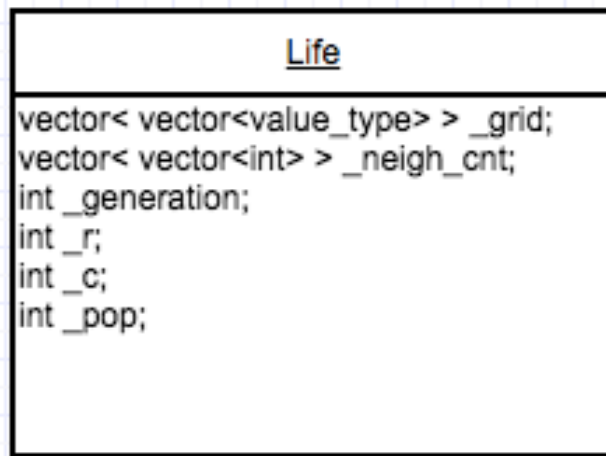 Life
vector< vector<value_type> > _grid;
vector< vector<int> > _neigh_cnt;
int _generation;
int _r;
int _c;
int _pop;